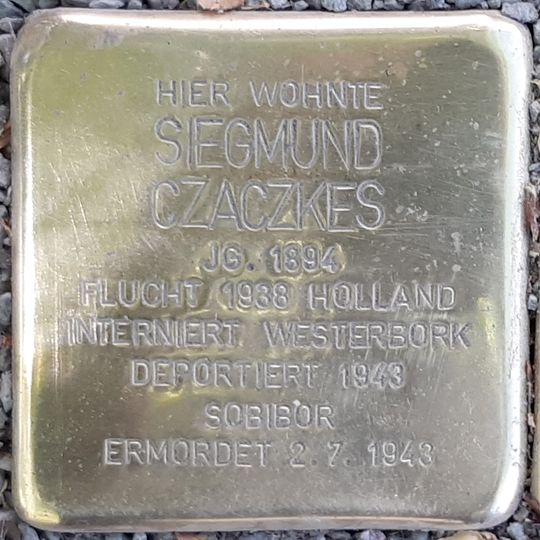 HIER WOHNTE
SIEGMUND
CZACZKES
JG. 1894
FLUCHT 1938 HOLLAND
INTERNIERT WESTERBORK
DEPORTIERT 1943
SOBIBOR
ERMORDET 2.7.1943